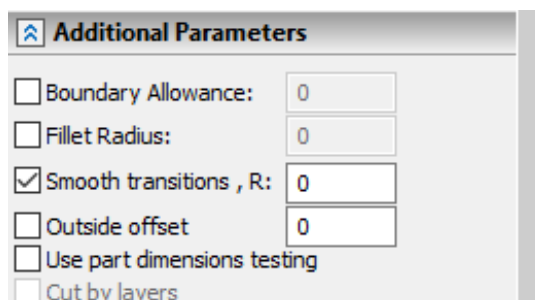 Additional Parameters
Boundary Allowance: 0
Fillet Radius: 0
Smooth transitions , R: 0
Outside offset 0
Use part dimensions testing
Cut by layers